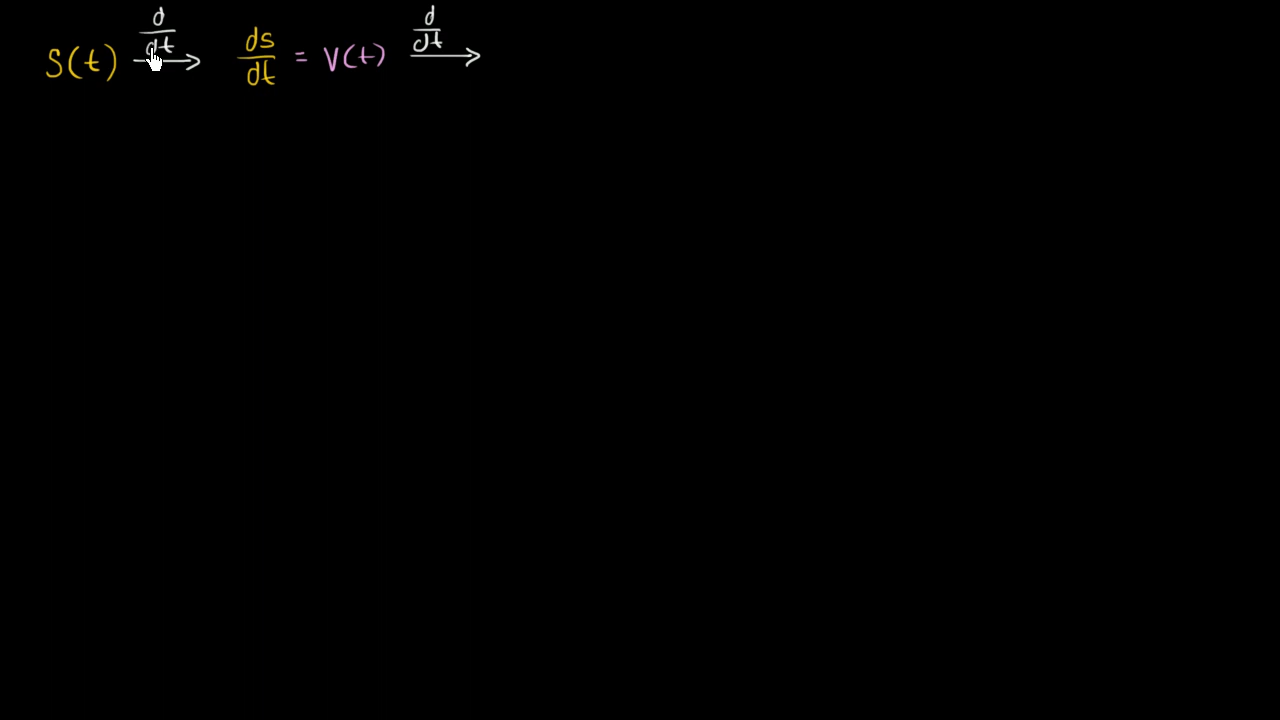 S(t) d/dt → ds/dt = v(t) d/dt →